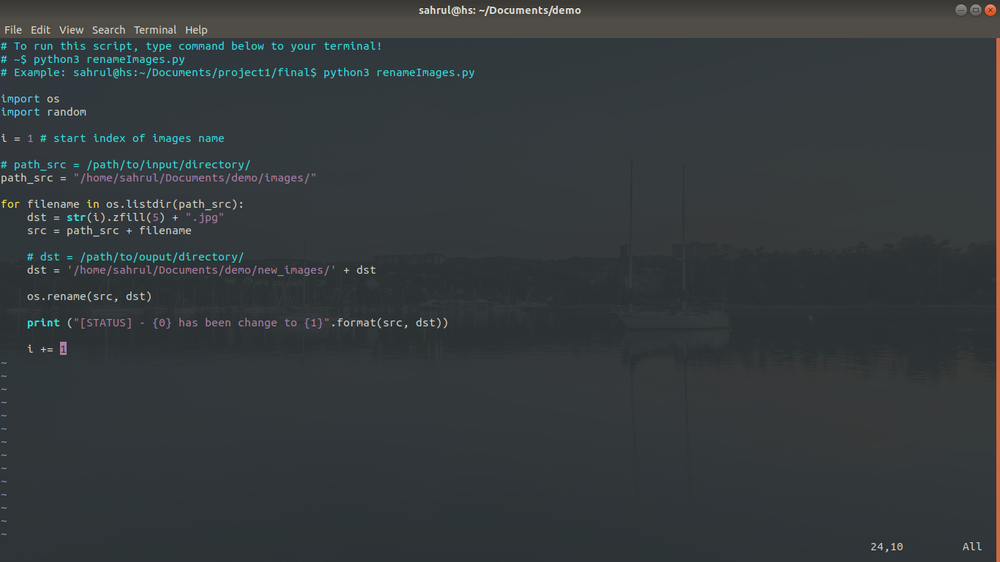 sahrul@hs: ~/Documents/demo
File Edit View Search Terminal Help
# To run this script, type command below to your terminal!
# ~$ python3 renameImages.py
# Example: sahrul@hs:~/Documents/project1/final$ python3 renameImages.py
import os
import random
i = 1 # start index of images name
# path_src = /path/to/input/directory/
path_src = "/home/sahrul/Documents/demo/images/"
for filename in os.listdir(path_src):
    dst = str(i).zfill(5) + ".jpg"
    src = path_src + filename
    # dst = /path/to/ouput/directory/
    dst = '/home/sahrul/Documents/demo/new_images/' + dst
    os.rename(src, dst)
    print ("[STATUS] - {0} has been change to {1}".format(src, dst))
    i += 1
~
~
~
~
~
~
~
~
~
~
~
~
~
~
24,10 All